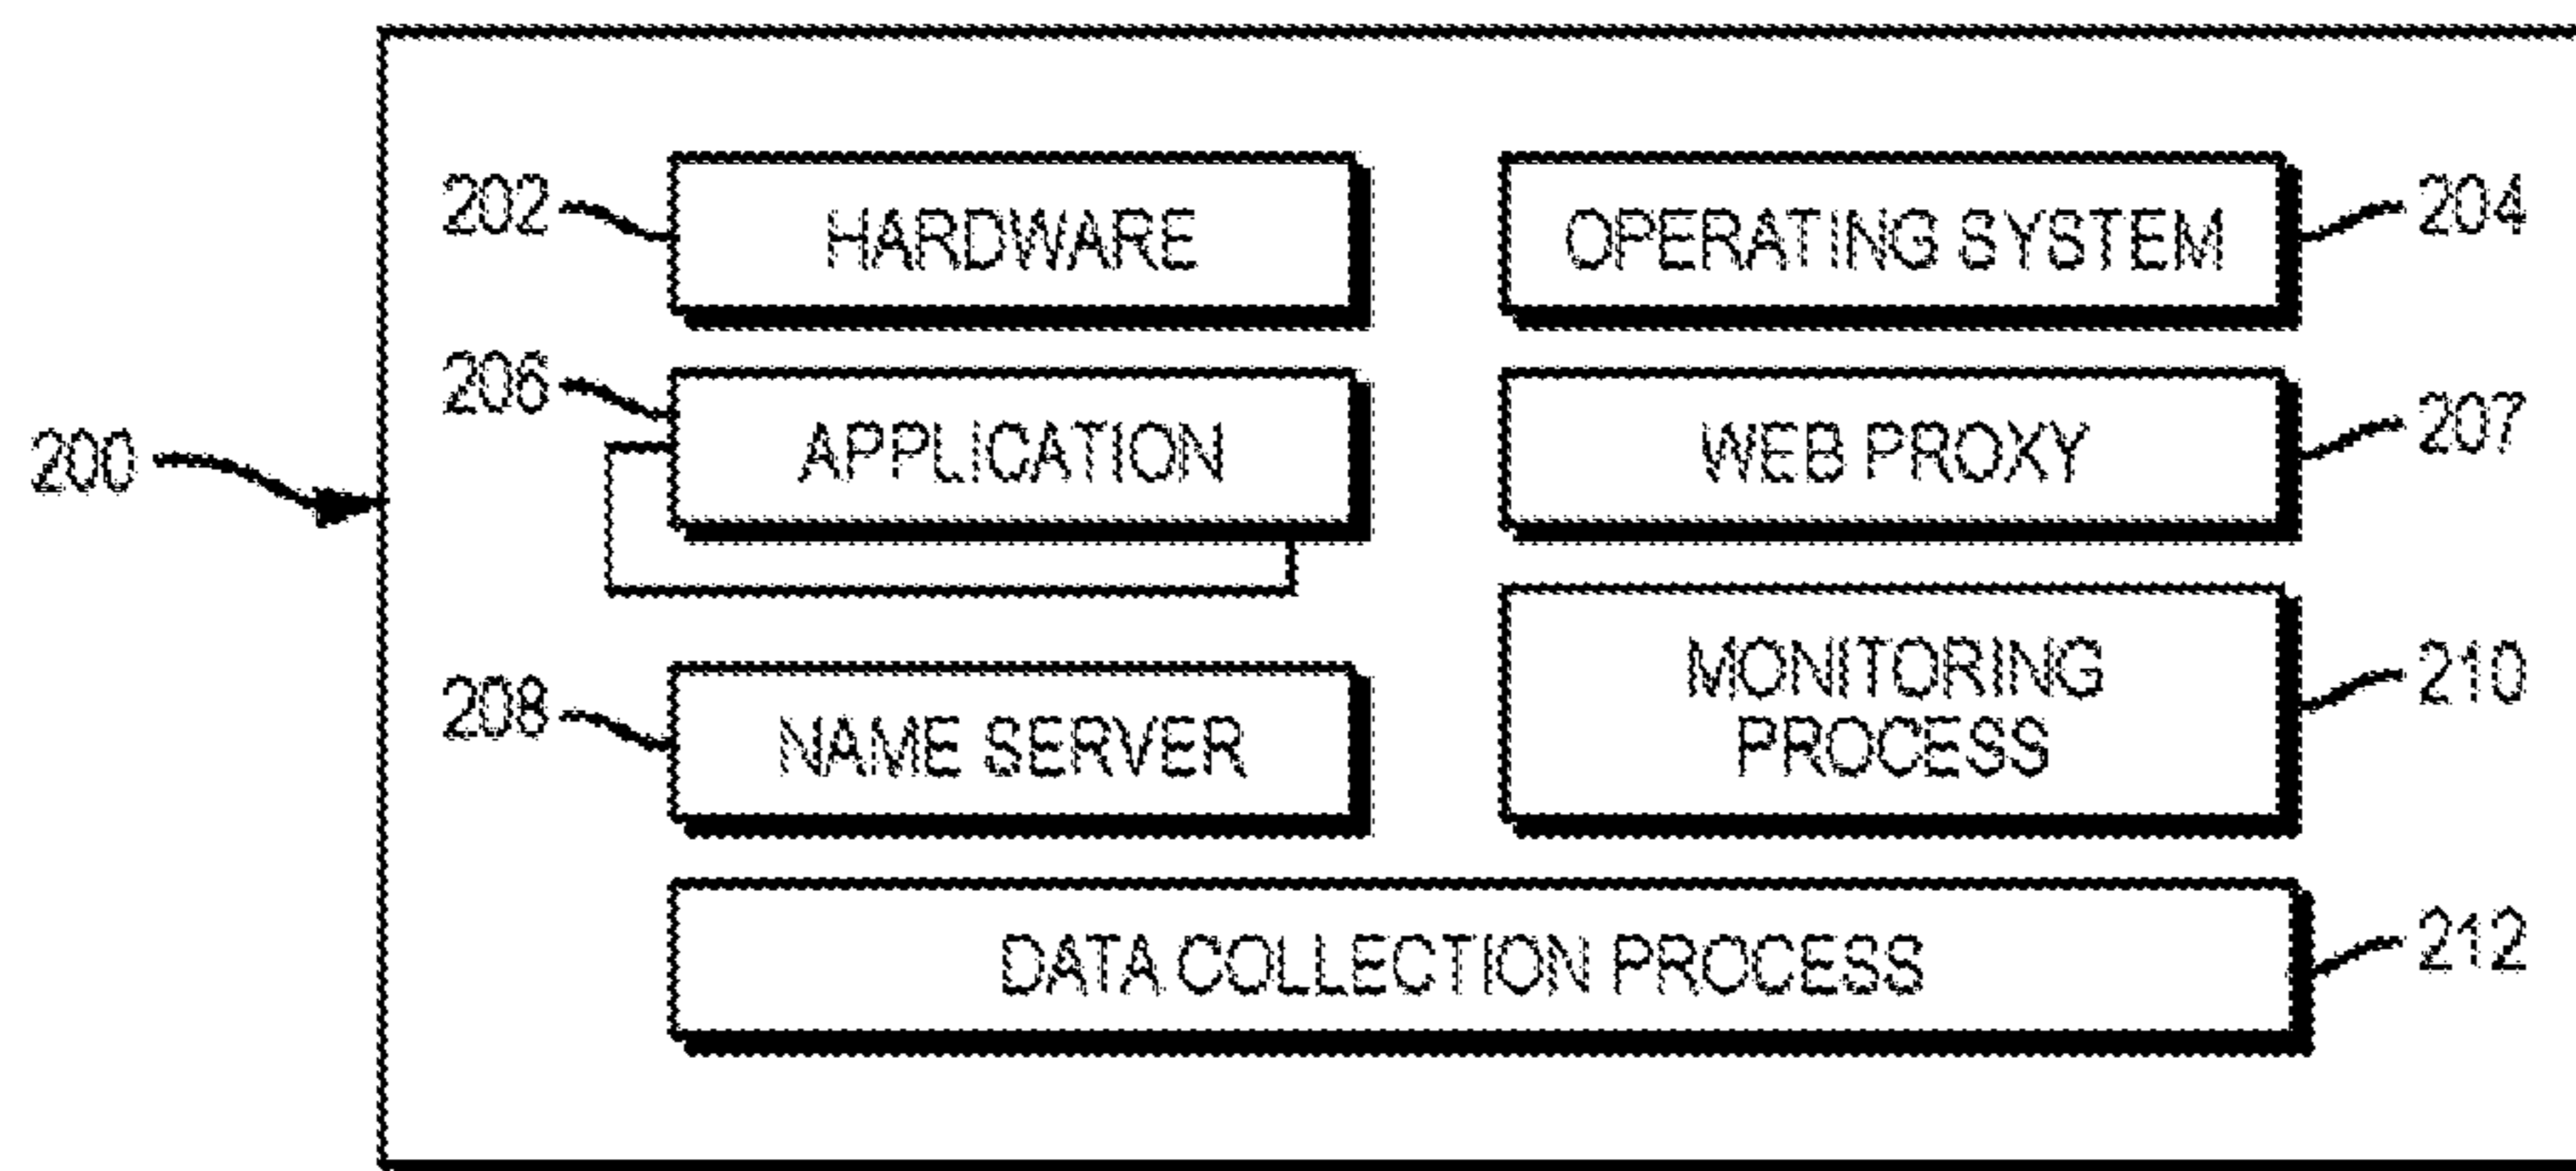 202 HARDWARE OPERATING SYSTEM 204
206 APPLICATION WEB PROXY 207
200
208 NAME SERVER MONITORING PROCESS 210
DATA COLLECTION PROCESS 212